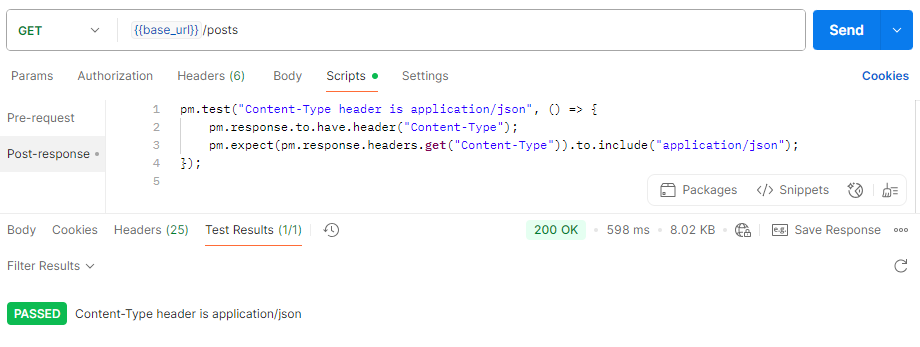 GET {{base_url}} /posts Send
Params Authorization Headers (6) Body Scripts Settings Cookies
Pre-request
Post-response
1 pm.test("Content-Type header is application/json", () => {
2 pm.response.to.have.header("Content-Type");
3 pm.expect(pm.response.headers.get("Content-Type")).to.include("application/json");
4 });
5
Packages </> Snippets
Body Cookies Headers (25) Test Results (1/1) 200 OK • 598 ms • 8.02 KB • e.g. Save Response
Filter Results
PASSED Content-Type header is application/json